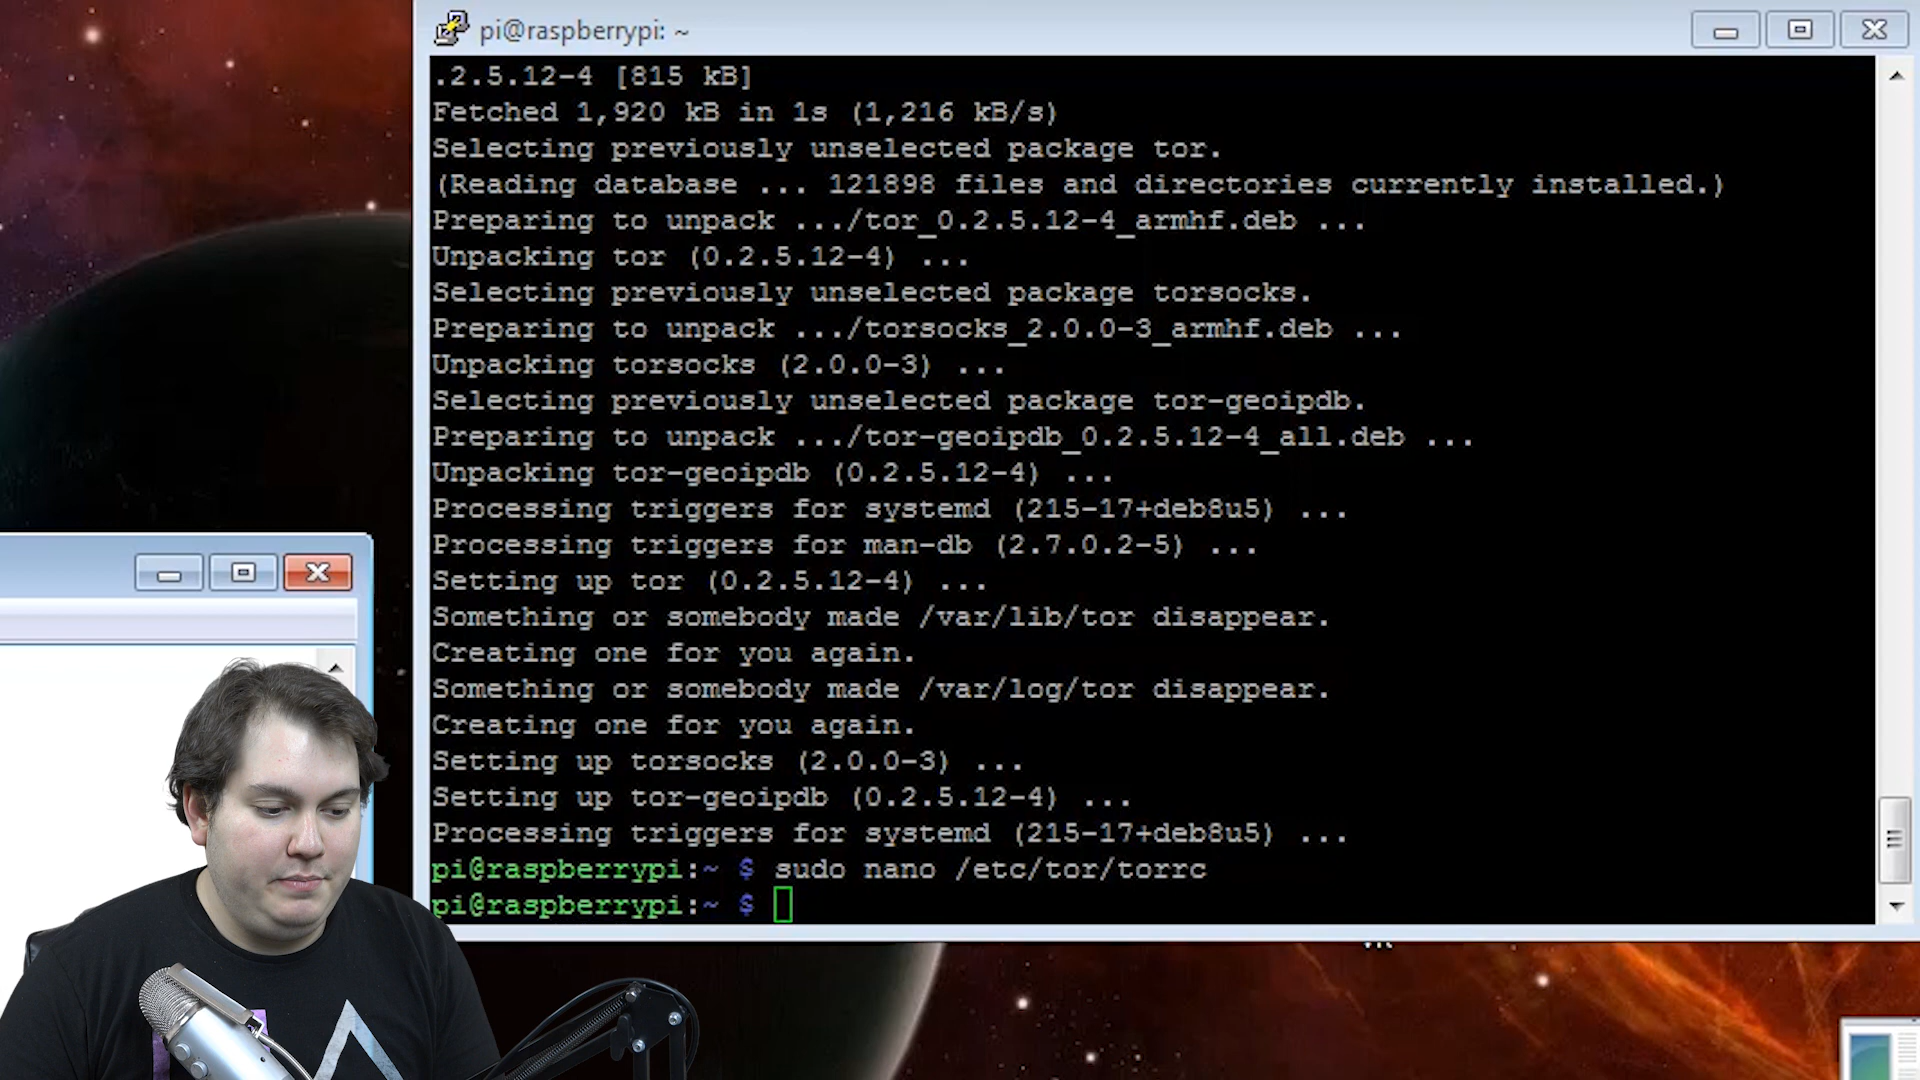 pi@raspberrypi: ~
.2.5.12-4 [815 kB]
Fetched 1,920 kB in 1s (1,216 kB/s)
Selecting previously unselected package tor.
(Reading database ... 121898 files and directories currently installed.)
Preparing to unpack .../tor_0.2.5.12-4_armhf.deb ...
Unpacking tor (0.2.5.12-4) ...
Selecting previously unselected package torsocks.
Preparing to unpack .../torsocks_2.0.0-3_armhf.deb ...
Unpacking torsocks (2.0.0-3) ...
Selecting previously unselected package tor-geoipdb.
Preparing to unpack .../tor-geoipdb_0.2.5.12-4_all.deb ...
Unpacking tor-geoipdb (0.2.5.12-4) ...
Processing triggers for systemd (215-17+deb8u5) ...
Processing triggers for man-db (2.7.0.2-5) ...
Setting up tor (0.2.5.12-4) ...
Something or somebody made /var/lib/tor disappear.
Creating one for you again.
Something or somebody made /var/log/tor disappear.
Creating one for you again.
Setting up torsocks (2.0.0-3) ...
Setting up tor-geoipdb (0.2.5.12-4) ...
Processing triggers for systemd (215-17+deb8u5) ...
pi@raspberrypi:~ $ sudo nano /etc/tor/torrc
pi@raspberrypi:~ $